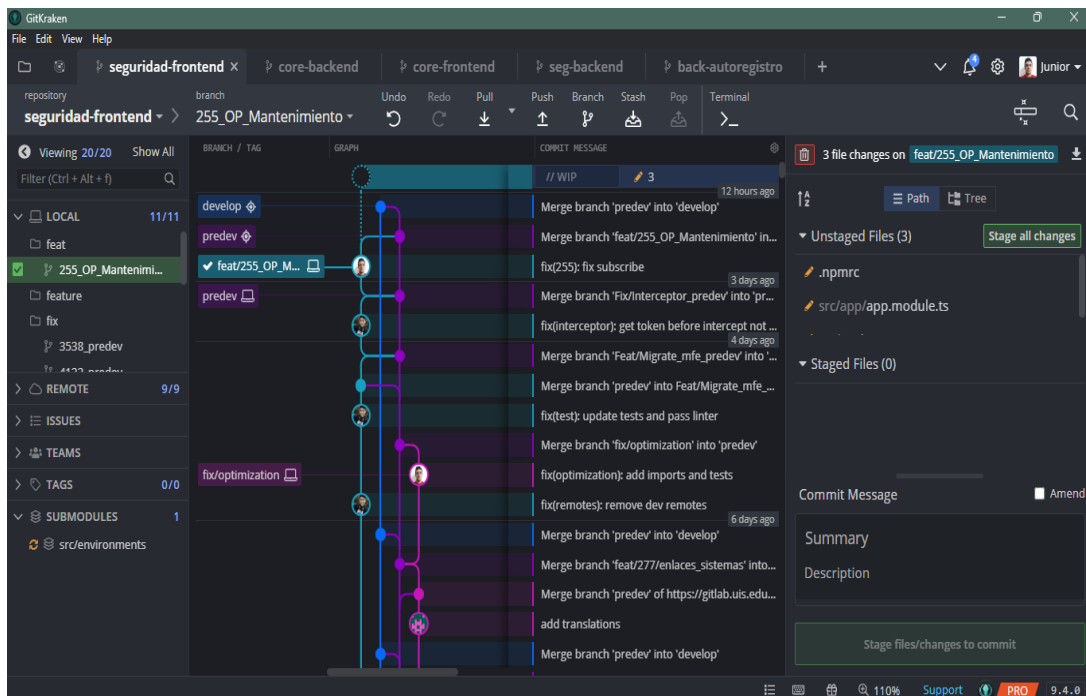 GitKraken
File Edit View Help
seguridad-frontend × core-backend core-frontend seg-backend back-autoregistro + Junior
repository branch Undo Redo Pull Push Branch Stash Pop Terminal
seguridad-frontend 255_OP_Mantenimiento
Viewing 20/20 Show All
Filter (Ctrl + Alt + f)
LOCAL 11/11
feat
255_OP_Mantenimi...
feature
fix
3538_predev
REMOTE 9/9
ISSUES
TEAMS
TAGS 0/0
SUBMODULES 1
src/environments
BRANCH / TAG GRAPH COMMIT MESSAGE
// WIP 3
12 hours ago
develop Merge branch 'predev' into 'develop'
predev Merge branch 'feat/255_OP_Mantenimiento' in...
feat/255_OP_M... fix(255): fix subscribe
3 days ago
predev Merge branch 'Fix/Interceptor_predev' into 'pr...
fix(interceptor): get token before intercept not ...
4 days ago
Merge branch 'Feat/Migrate_mfe_predev' into '...
Merge branch 'predev' into Feat/Migrate_mfe_...
fix(test): update tests and pass linter
Merge branch 'fix/optimization' into 'predev'
fix/optimization fix(optimization): add imports and tests
fix(remotes): remove dev remotes
6 days ago
Merge branch 'predev' into 'develop'
Merge branch 'feat/277/enlaces_sistemas' into...
Merge branch 'predev' of https://gitlab.uis.edu...
add translations
Merge branch 'predev' into 'develop'
3 file changes on feat/255_OP_Mantenimiento
Path Tree
Unstaged Files (3) Stage all changes
.npmrc
src/app/app.module.ts
Staged Files (0)
Commit Message Amend
Summary
Description
Stage files/changes to commit
110% Support PRO 9.4.0